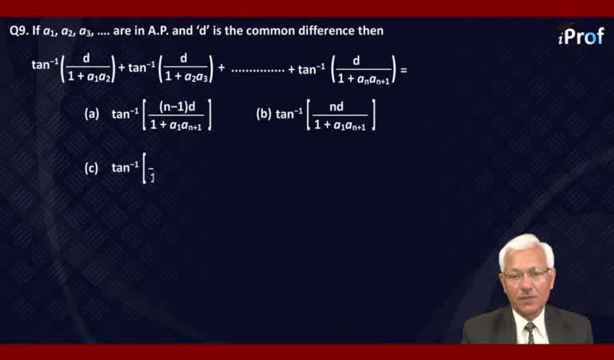 Q9. If a₁, a₂, a₃, .... are in A.P. and ‘d’ is the common difference then
iProf
tan⁻¹ (d / (1 + a₁a₂)) + tan⁻¹ (d / (1 + a₂a₃)) + .............. + tan⁻¹ (d / (1 + aₙaₙ₊₁)) =
(a) tan⁻¹ [(n−1)d / (1 + a₁aₙ₊₁)] (b) tan⁻¹ [nd / (1 + a₁aₙ₊₁)]
(c) tan⁻¹ [